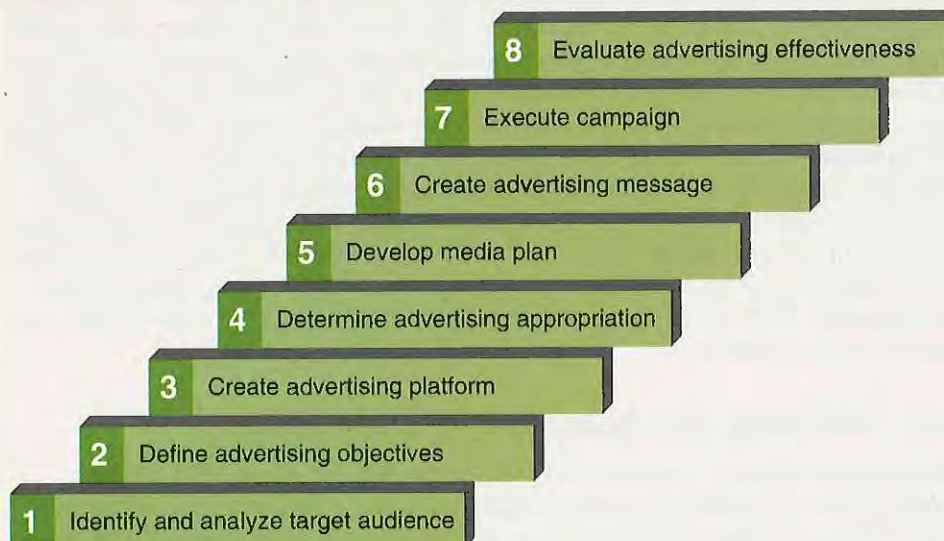 8 Evaluate advertising effectiveness
7 Execute campaign
6 Create advertising message
5 Develop media plan
4 Determine advertising appropriation
3 Create advertising platform
2 Define advertising objectives
1 Identify and analyze target audience